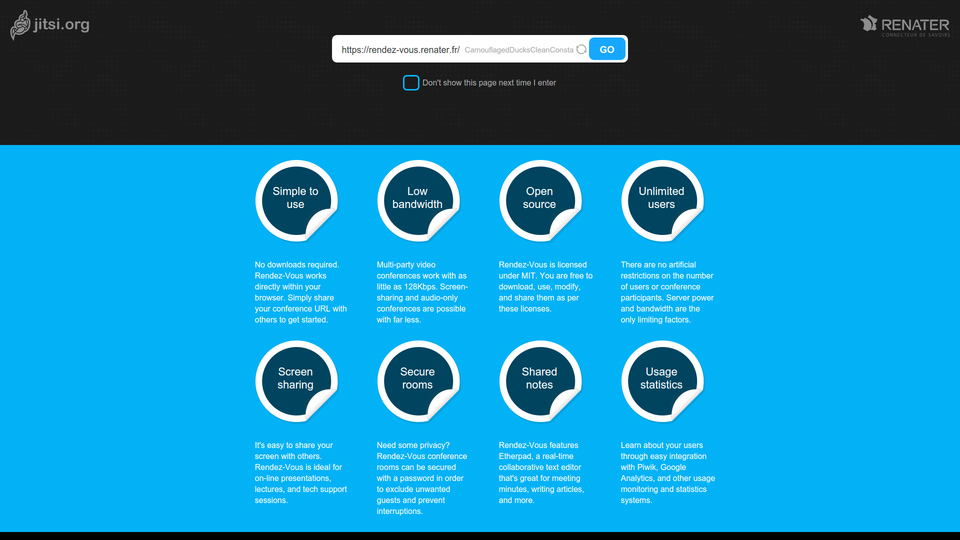 jitsi.org
RENATER
CONNECTEUR DE SAVOIRS
https://rendez-vous.renater.fr/ CamouflagedDucksCleanConsta GO
Don't show this page next time I enter
Simple to
use
No downloads required.
Rendez-Vous works
directly within your
browser. Simply share
your conference URL with
others to get started.
Low
bandwidth
Multi-party video
conferences work with as
little as 128Kbps. Screen-
sharing and audio-only
conferences are possible
with far less.
Open
source
Rendez-Vous is licensed
under MIT. You are free to
download, use, modify,
and share them as per
these licenses.
Unlimited
users
There are no artificial
restrictions on the number
of users or conference
participants. Server power
and bandwidth are the
only limiting factors.
Screen
sharing
It's easy to share your
screen with others.
Rendez-Vous is ideal for
on-line presentations,
lectures, and tech support
sessions.
Secure
rooms
Need some privacy?
Rendez-Vous conference
rooms can be secured
with a password in order
to exclude unwanted
guests and prevent
interruptions.
Shared
notes
Rendez-Vous features
Etherpad, a real-time
collaborative text editor
that's great for meeting
minutes, writing articles,
and more.
Usage
statistics
Learn about your users
through easy integration
with Piwik, Google
Analytics, and other usage
monitoring and statistics
systems.